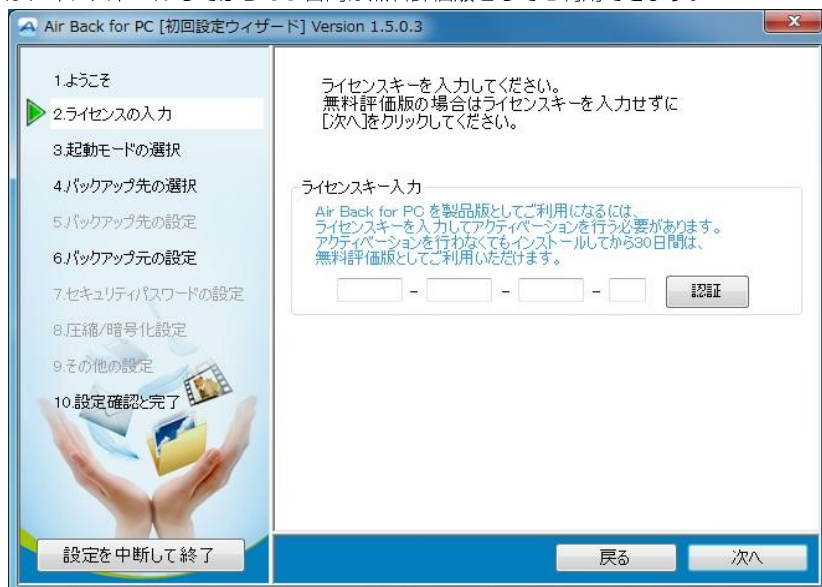 Air Back for PC [初回設定ウィザード] Version 1.5.0.3
1.ようこそ
2.ライセンスの入力
3.起動モードの選択
4.バックアップ先の選択
5.バックアップ先の設定
6.バックアップ元の設定
7.セキュリティパスワードの設定
8.圧縮/暗号化設定
9.その他の設定
10.設定確認と完了
設定を中断して終了
ライセンスキーを入力してください。
無料評価版の場合はライセンスキーを入力せずに
[次へ]をクリックしてください。
ライセンスキー入力
Air Back for PC を製品版としてご利用になるには、
ライセンスキーを入力してアクティベーションを行う必要があります。
アクティベーションを行わなくてもインストールしてから30日間は、
無料評価版としてご利用いただけます。
- - - 認証
戻る 次へ